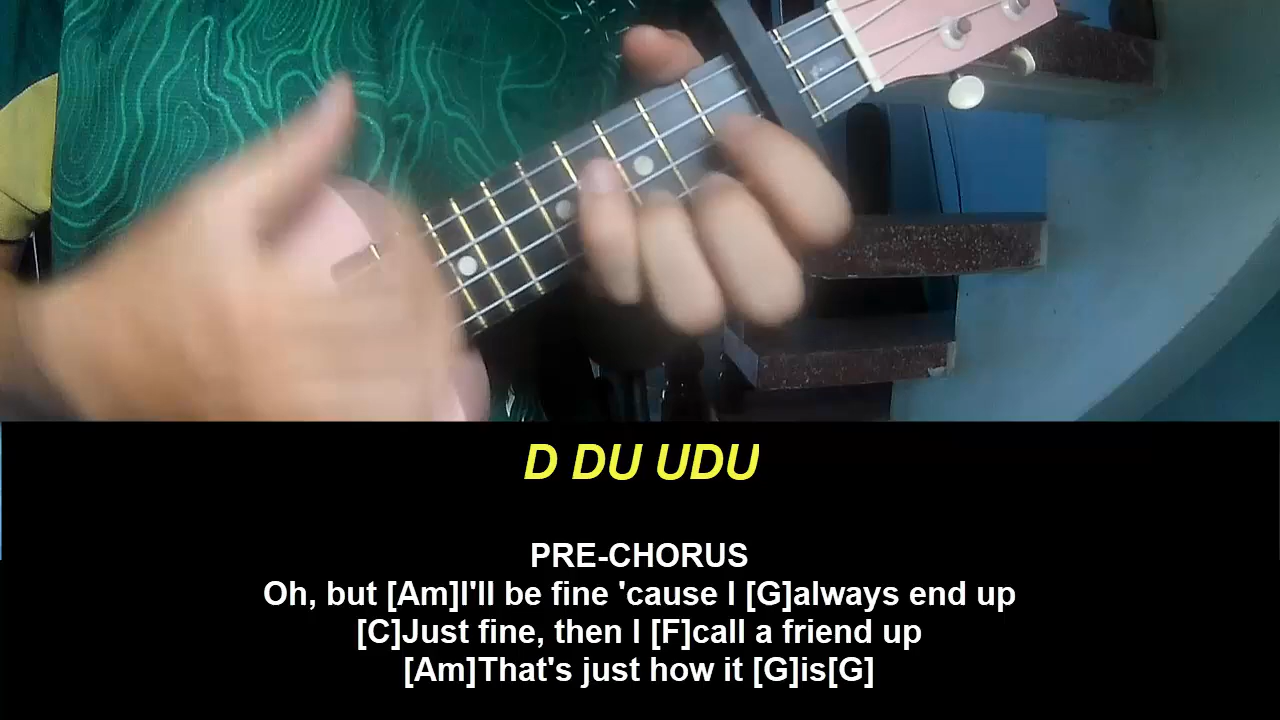 D DU UDU
PRE-CHORUS
Oh, but [Am]I'll be fine 'cause I [G]always end up
[C]Just fine, then I [F]call a friend up
[Am]That's just how it [G]is[G]